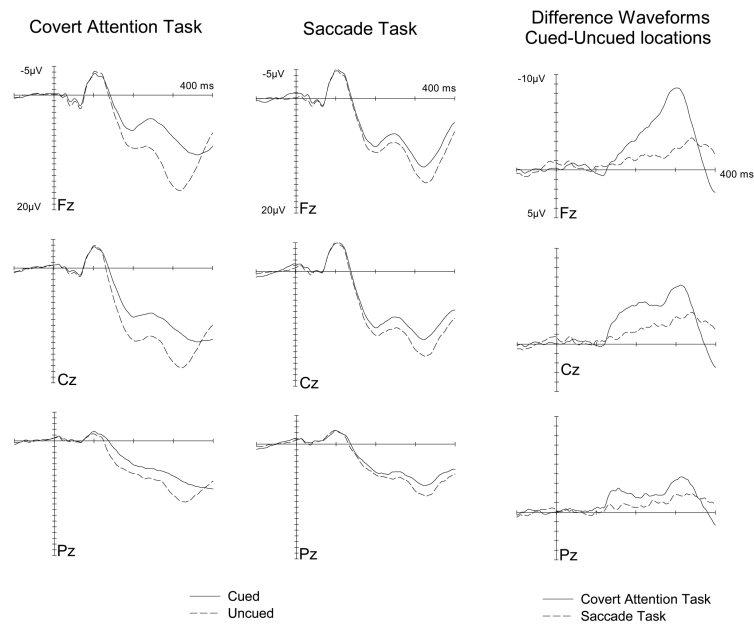 Covert Attention Task
Saccade Task
Difference Waveforms
Cued-Uncued locations
-5µV
400 ms
20µV
Fz
-5µV
400 ms
20µV
Fz
-10µV
400 ms
5µV
Fz
Cz
Cz
Cz
Pz
Pz
Pz
Cued
Uncued
Covert Attention Task
Saccade Task